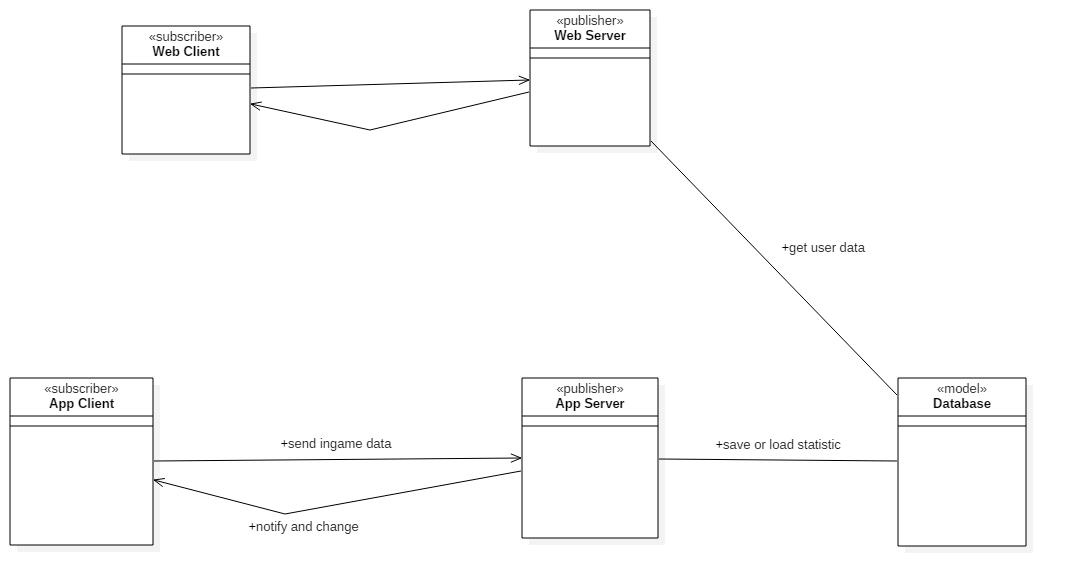 «subscriber»
Web Client
«publisher»
Web Server
+get user data
«subscriber»
App Client
+send ingame data
+notify and change
«publisher»
App Server
+save or load statistic
«model»
Database